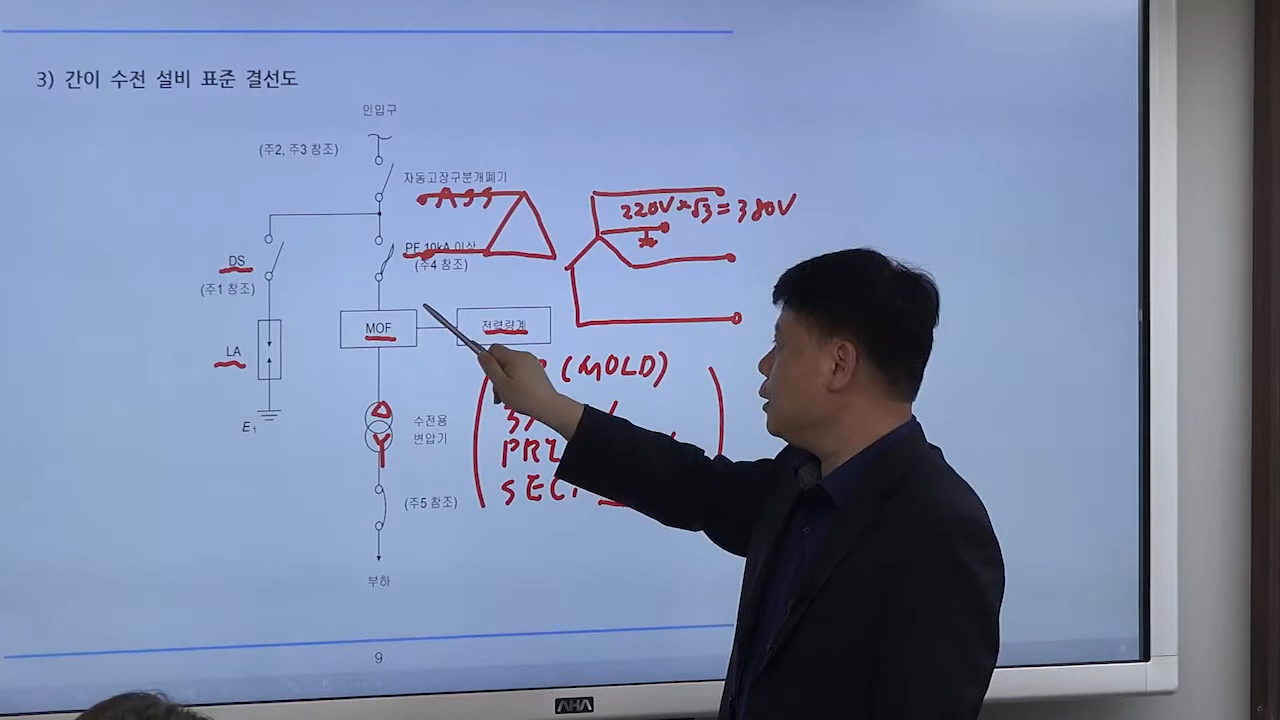 3) 간이 수전 설비 표준 결선도
인입구
(주2, 주3 참조)
자동고장구분개폐기
ASS
220V×√3=380V
PF 10kA 이상
(주4 참조)
DS
(주1 참조)
MOF
전력량계
LA
(MOLD)
E1
수전용
변압기
PRI
SEC
(주5 참조)
부하
9
AHA